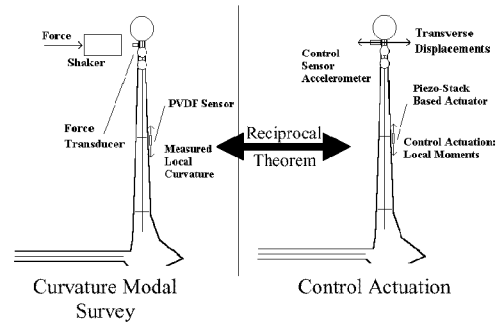 Force
Shaker
Force
Transducer
PVDF Sensor
Measured
Local
Curvature
Curvature Modal
Survey
Reciprocal
Theorem
Transverse
Displacements
Control
Sensor
Accelerometer
Piezo-Stack
Based Actuator
Control Actuation:
Local Moments
Control Actuation